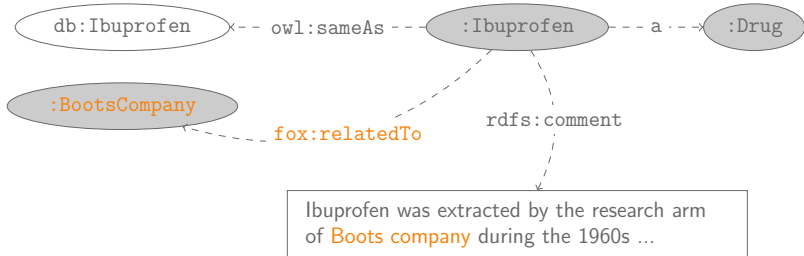 db:Ibuprofen
owl:sameAs
:Ibuprofen
a
:Drug
:BootsCompany
fox:relatedTo
rdfs:comment
Ibuprofen was extracted by the research arm
of Boots company during the 1960s ...